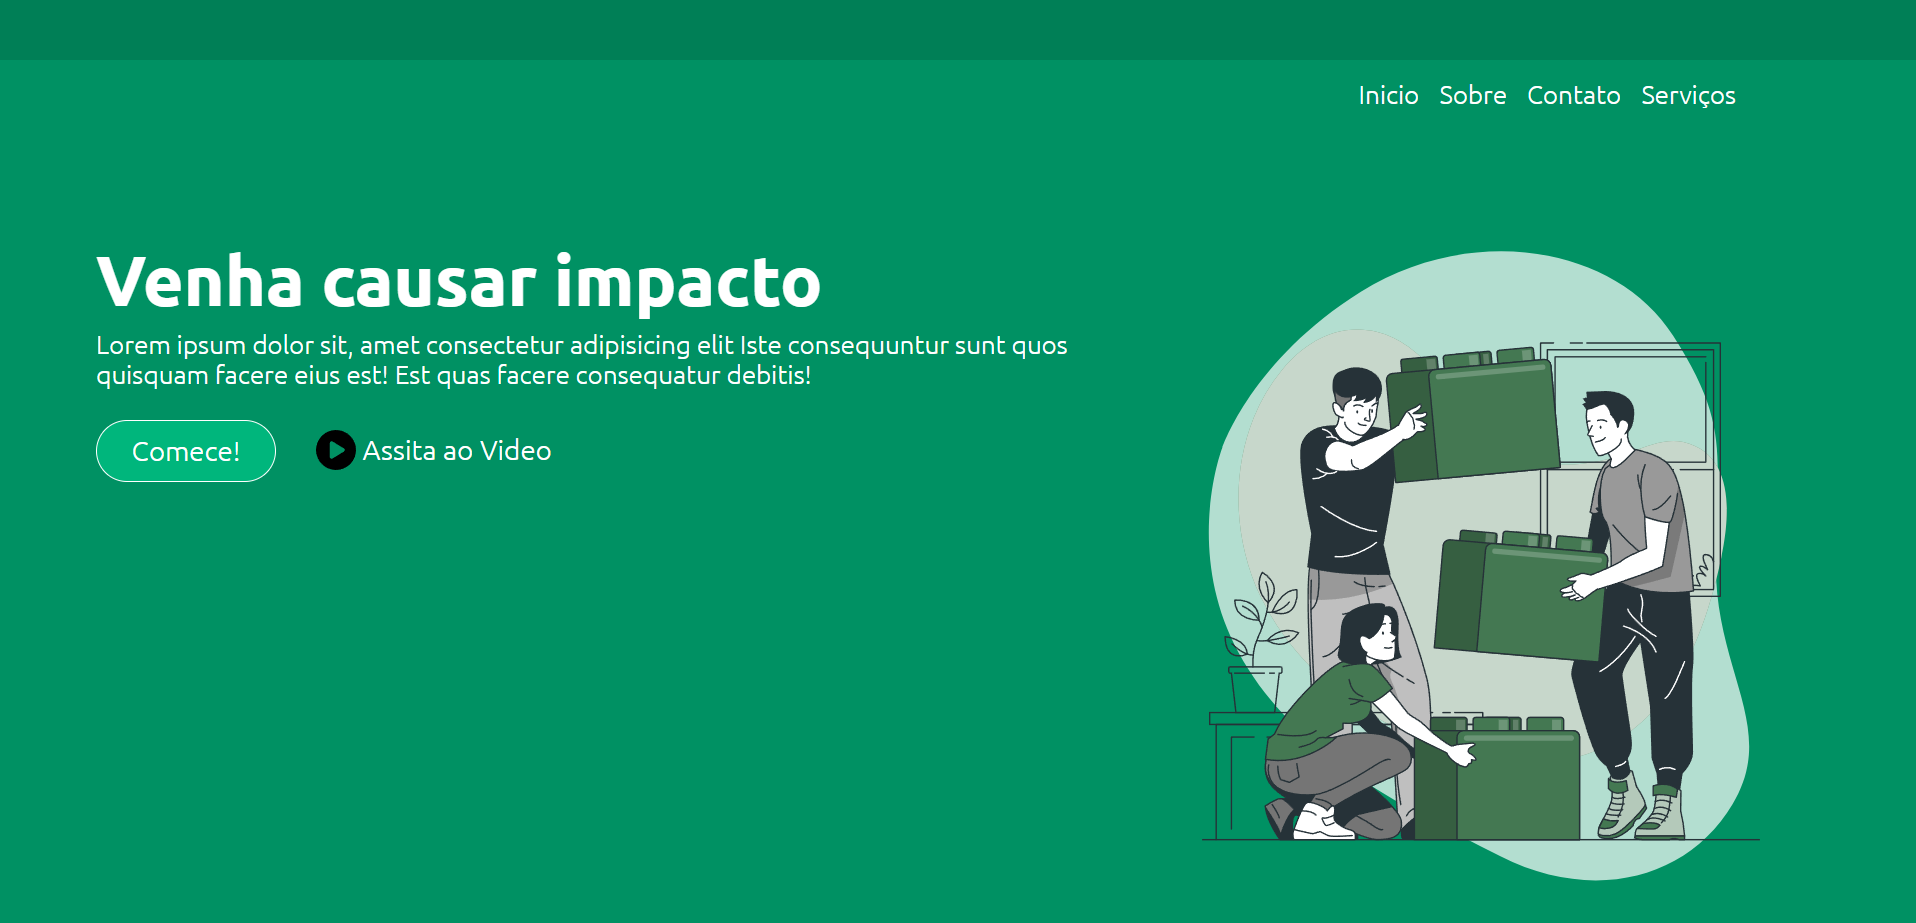 Inicio Sobre Contato Serviços
Venha causar impacto
Lorem ipsum dolor sit, amet consectetur adipisicing elit Iste consequuntur sunt quos
quisquam facere eius est! Est quas facere consequatur debitis!
Comece! Assita ao Video